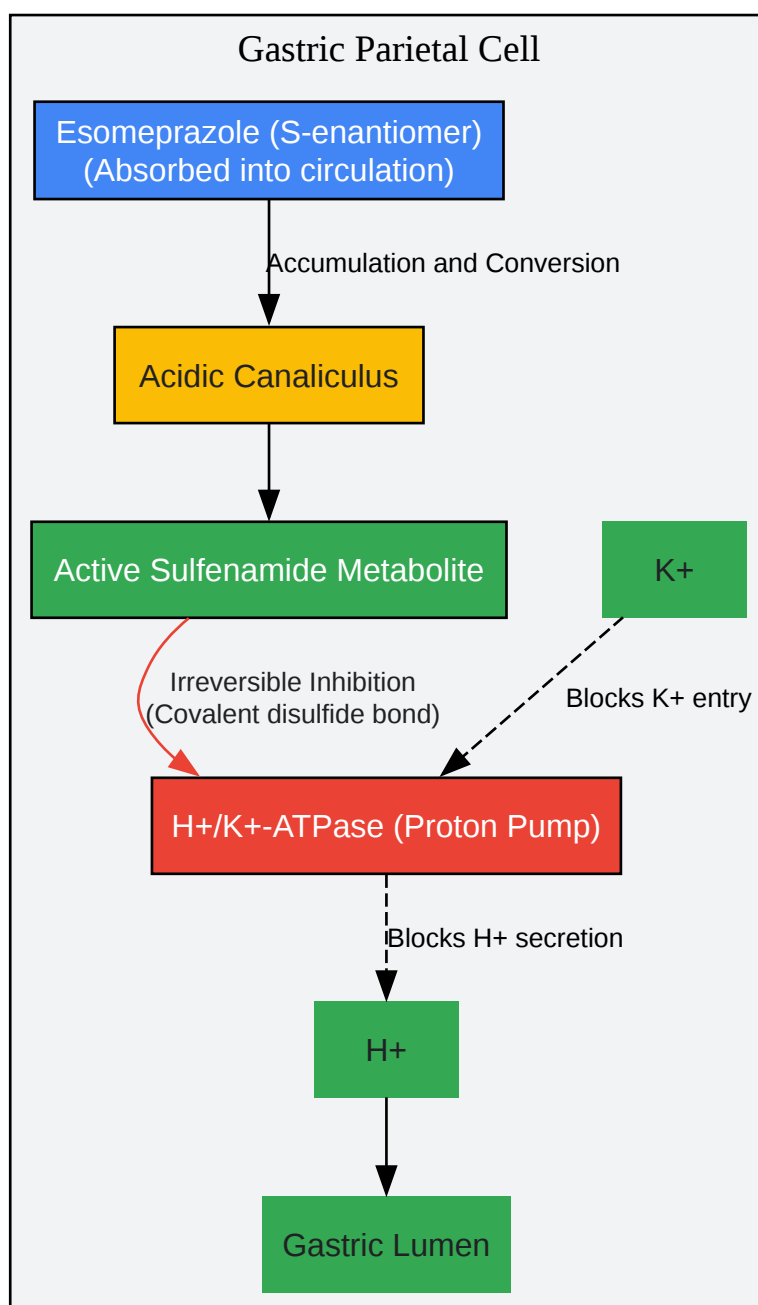 Gastric Parietal Cell
Esomeprazole (S-enantiomer)
(Absorbed into circulation)
Accumulation and Conversion
Acidic Canaliculus
Active Sulfenamide Metabolite
K+
Irreversible Inhibition
(Covalent disulfide bond)
Blocks K+ entry
H+/K+-ATPase (Proton Pump)
Blocks H+ secretion
H+
Gastric Lumen